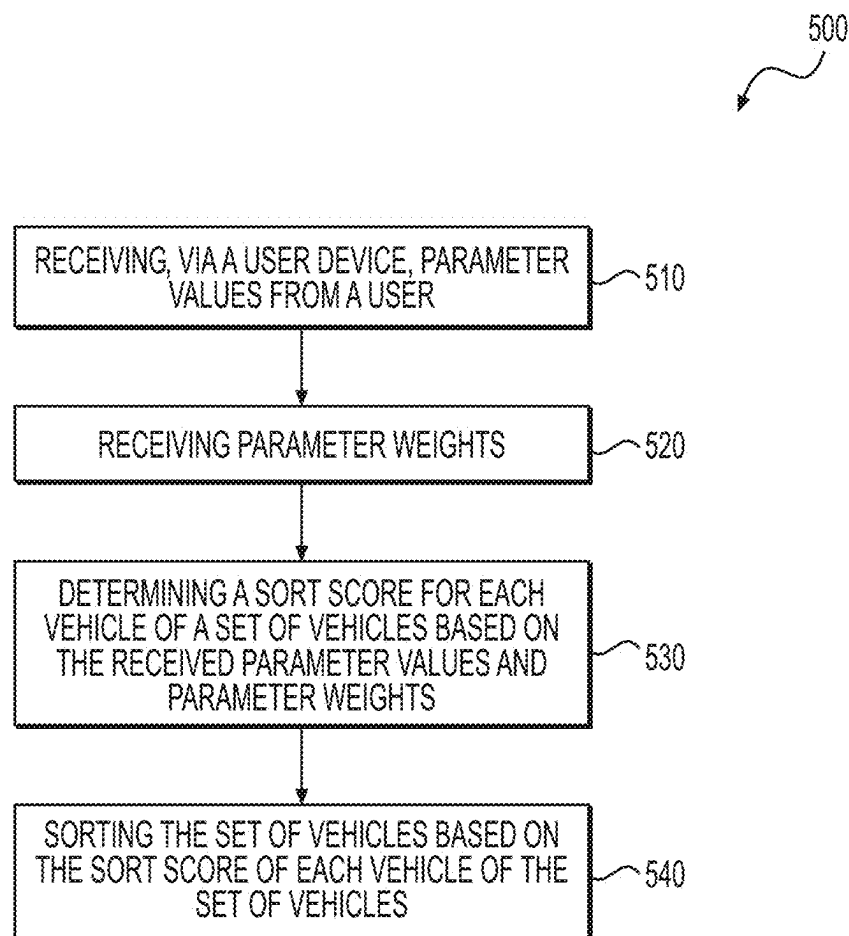 500
RECEIVING, VIA A USER DEVICE, PARAMETER
VALUES FROM A USER
510
RECEIVING PARAMETER WEIGHTS
520
DETERMINING A SORT SCORE FOR EACH
VEHICLE OF A SET OF VEHICLES BASED ON
THE RECEIVED PARAMETER VALUES AND
PARAMETER WEIGHTS
530
SORTING THE SET OF VEHICLES BASED ON
THE SORT SCORE OF EACH VEHICLE OF THE
SET OF VEHICLES
540